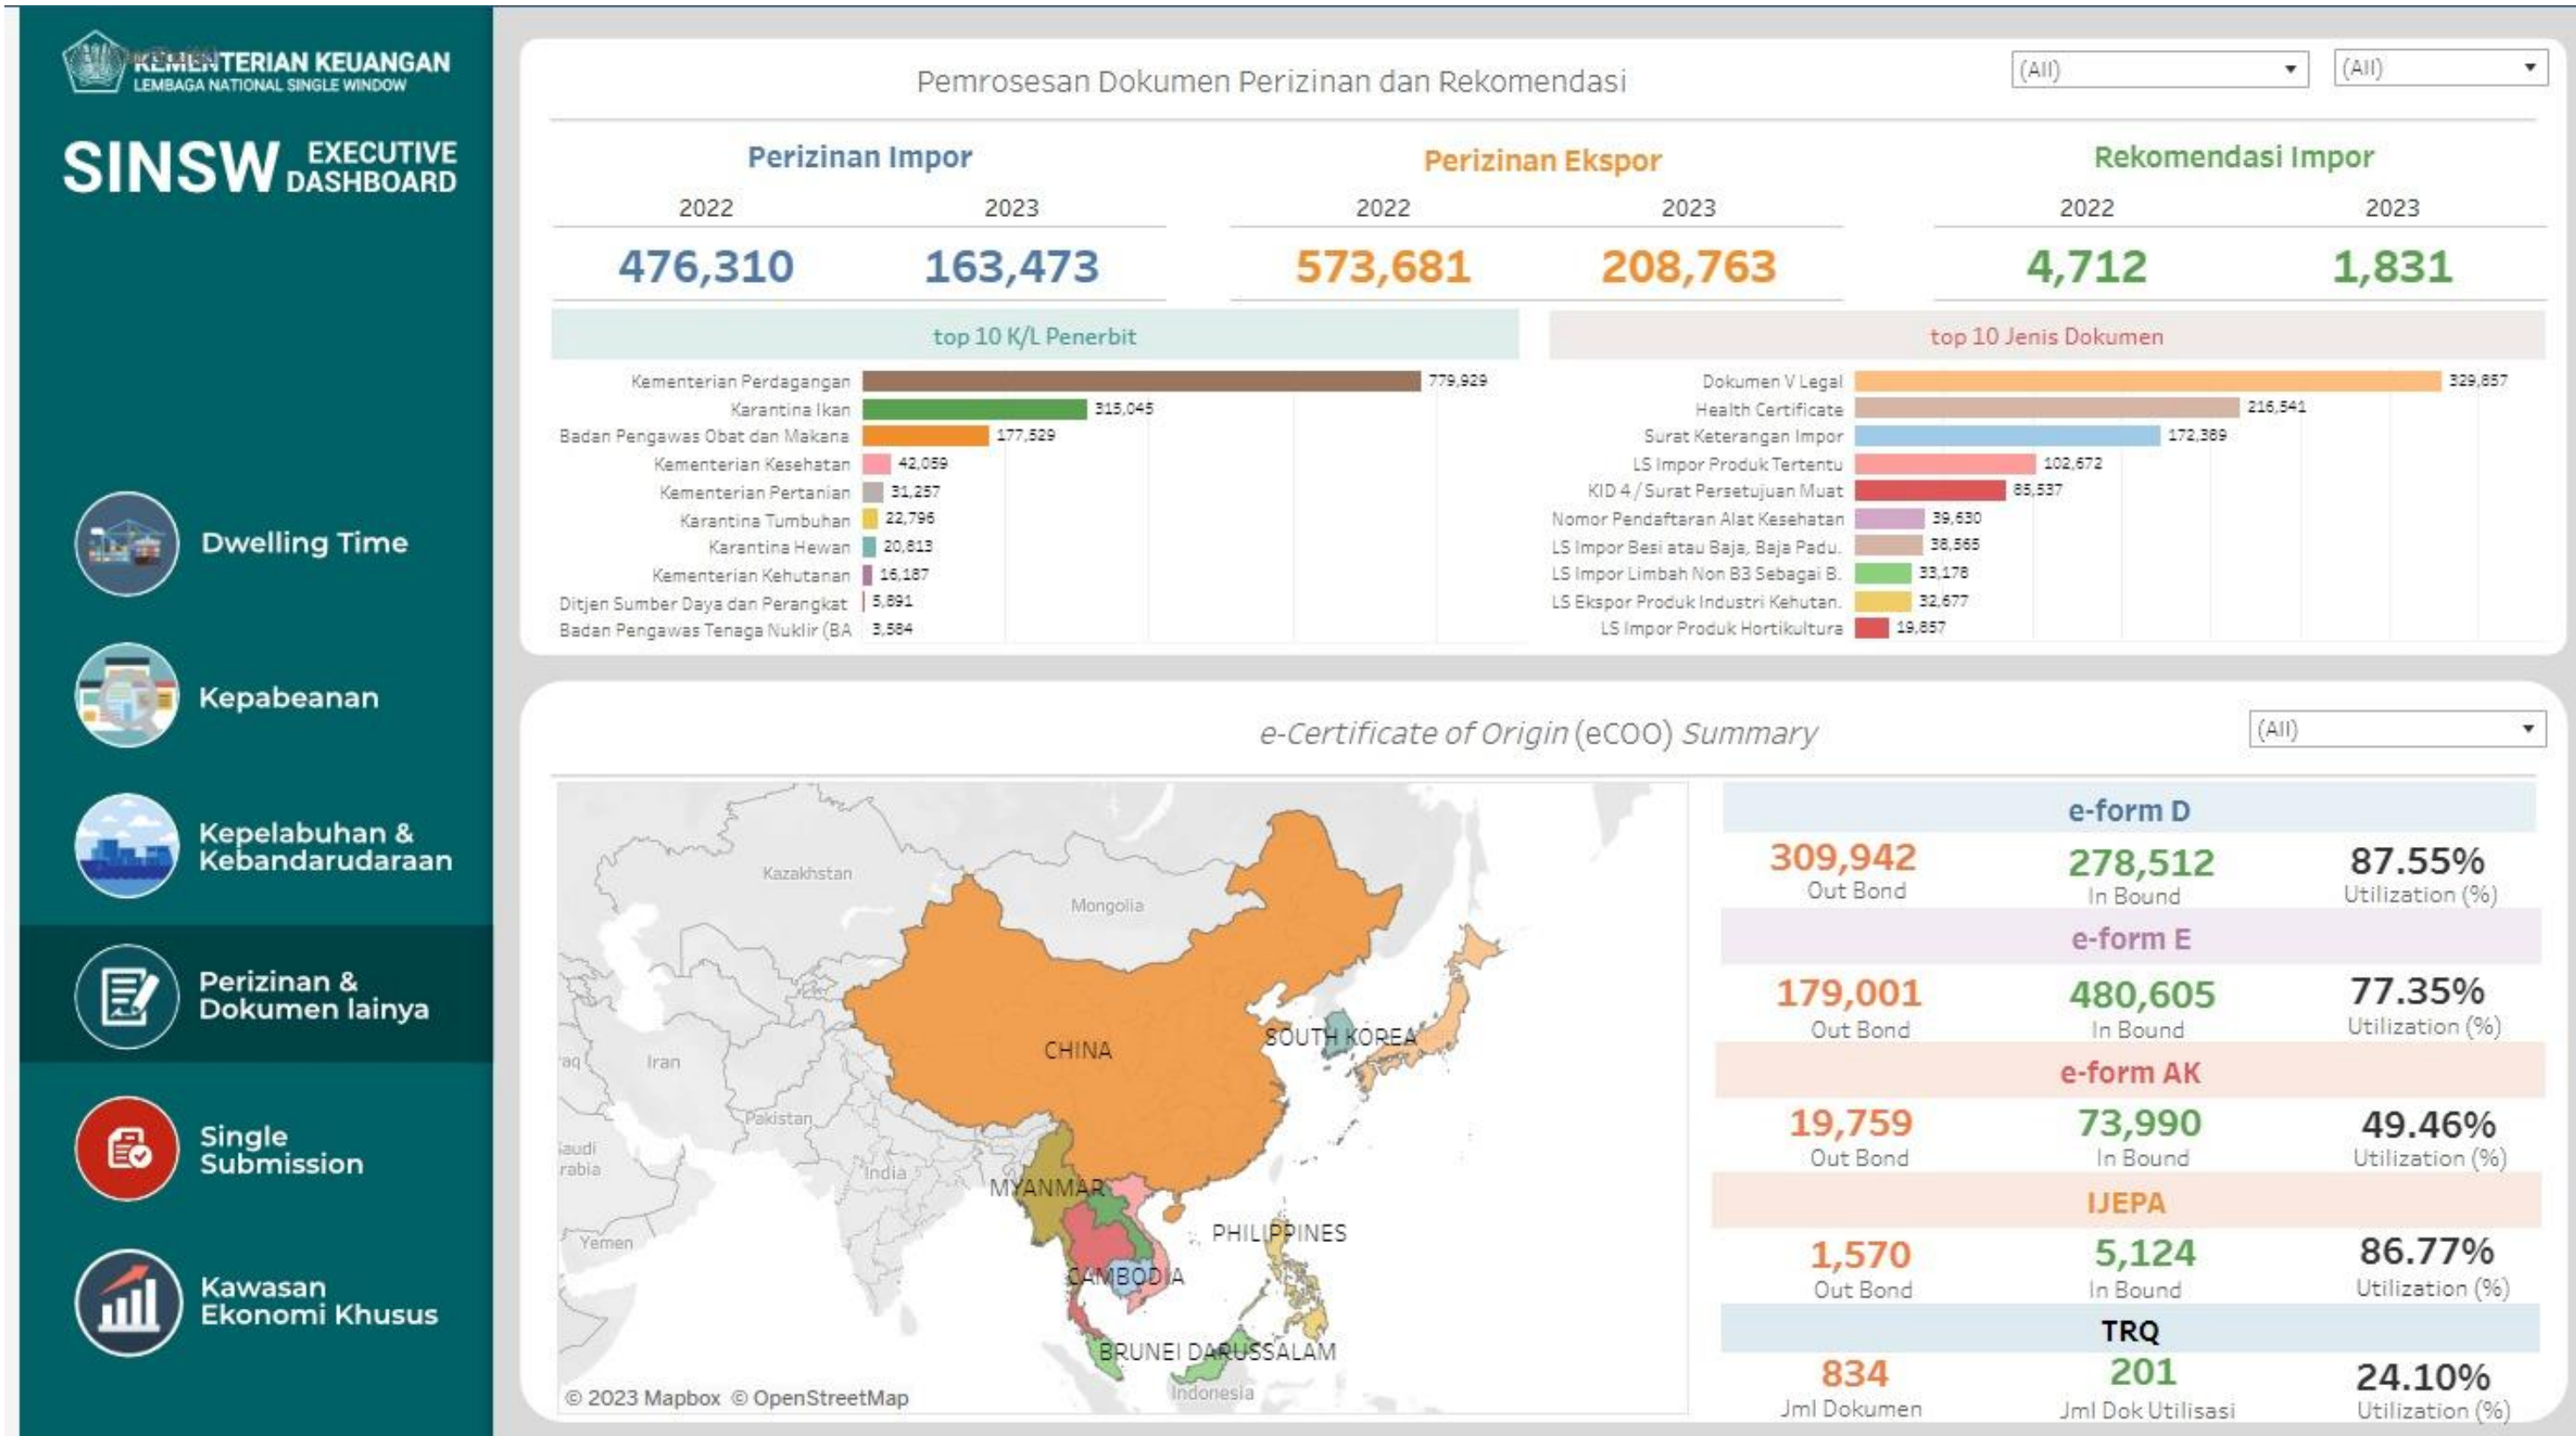 KEMENTERIAN KEUANGAN
LEMBAGA NATIONAL SINGLE WINDOW
SINSW EXECUTIVE DASHBOARD
Dwelling Time
Kepabeanan
Kepelabuhan &
Kebandarudaraan
Perizinan &
Dokumen lainya
Single
Submission
Kawasan
Ekonomi Khusus
Pemrosesan Dokumen Perizinan dan Rekomendasi
(All)
(All)
Perizinan Impor
2022 2023
476,310 163,473
Perizinan Ekspor
2022 2023
573,681 208,763
Rekomendasi Impor
2022 2023
4,712 1,831
top 10 K/L Penerbit
Kementerian Perdagangan 779,929
Karantina Ikan 315,045
Badan Pengawas Obat dan Makana 177,529
Kementerian Kesehatan 42,059
Kementerian Pertanian 31,257
Karantina Tumbuhan 22,796
Karantina Hewan 20,813
Kementerian Kehutanan 16,187
Ditjen Sumber Daya dan Perangkat 5,891
Badan Pengawas Tenaga Nuklir (BA 3,584
top 10 Jenis Dokumen
Dokumen V Legal 329,857
Health Certificate 216,541
Surat Keterangan Impor 172,389
LS Impor Produk Tertentu 102,672
KID 4 / Surat Persetujuan Muat 85,537
Nomor Pendaftaran Alat Kesehatan 39,630
LS Impor Besi atau Baja, Baja Padu. 38,565
LS Impor Limbah Non B3 Sebagai B. 33,178
LS Ekspor Produk Industri Kehutan. 32,677
LS Impor Produk Hortikultura 19,857
e-Certificate of Origin (eCOO) Summary
(All)
Kazakhstan
Mongolia
SOUTH KOREA
CHINA
aq
Iran
Pakistan
audi
rabia
India
MYANMAR
PHILIPPINES
Yemen
CAMBODIA
BRUNEI DARUSSALAM
Indonesia
© 2023 Mapbox © OpenStreetMap
e-form D
309,942 278,512 87.55%
Out Bond In Bound Utilization (%)
e-form E
179,001 480,605 77.35%
Out Bond In Bound Utilization (%)
e-form AK
19,759 73,990 49.46%
Out Bond In Bound Utilization (%)
IJEPA
1,570 5,124 86.77%
Out Bond In Bound Utilization (%)
TRQ
834 201 24.10%
Jml Dokumen Jml Dok Utilisasi Utilization (%)